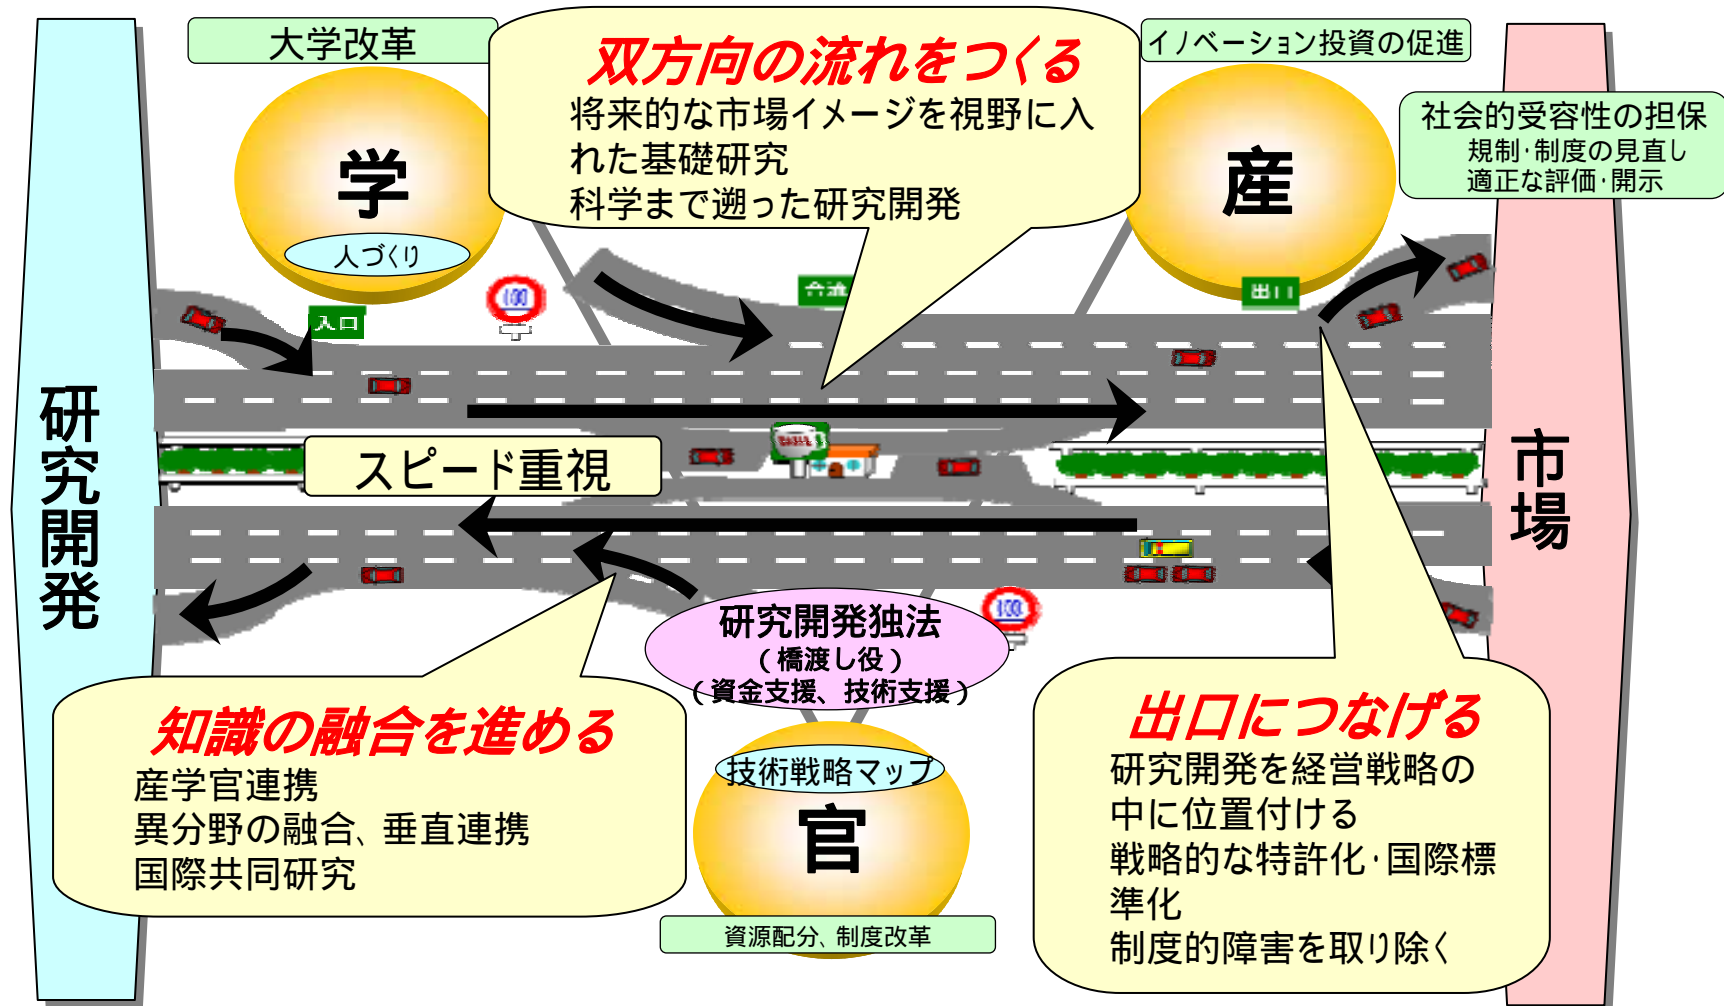 大学改革
双方向の流れをつくる
将来的な市場イメージを視野に入
れた基礎研究
科学まで遡った研究開発
イノベーション投資の促進
社会的受容性の担保
規制・制度の見直し
適正な評価・開示
学
人づくり
産
入口
100
合流
出口
研究開発
スピード重視
市場
研究開発独法
(橋渡し役)
(資金支援、技術支援)
100
知識の融合を進める
産学官連携
異分野の融合、垂直連携
国際共同研究
技術戦略マップ
官
資源配分、制度改革
出口につなげる
研究開発を経営戦略の
中に位置付ける
戦略的な特許化・国際標
準化
制度的障害を取り除く